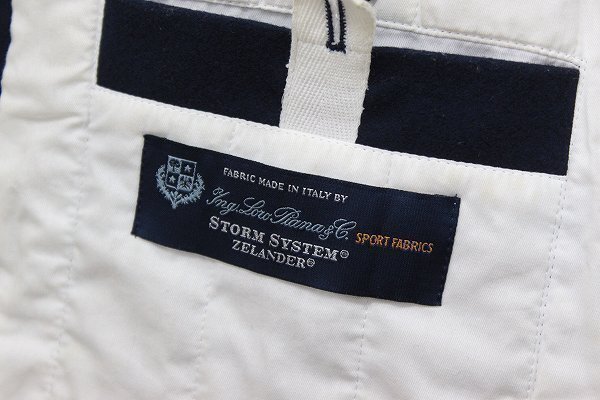 FABRIC MADE IN ITALY BY
Ing. Loro Piana & C. SPORT FABRICS
STORM SYSTEM®
ZELANDER®